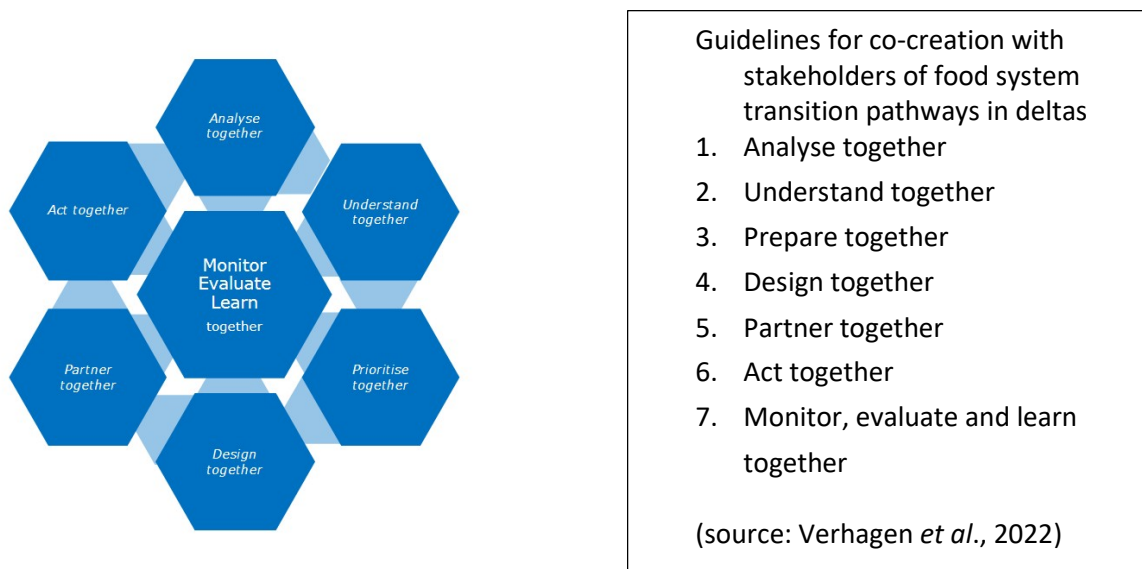 Analyse
together
Act together
Understand
together
Monitor
Evaluate
Learn
together
Partner
together
Prioritise
together
Design
together
Guidelines for co-creation with
stakeholders of food system
transition pathways in deltas
1. Analyse together
2. Understand together
3. Prepare together
4. Design together
5. Partner together
6. Act together
7. Monitor, evaluate and learn
together
(source: Verhagen et al., 2022)